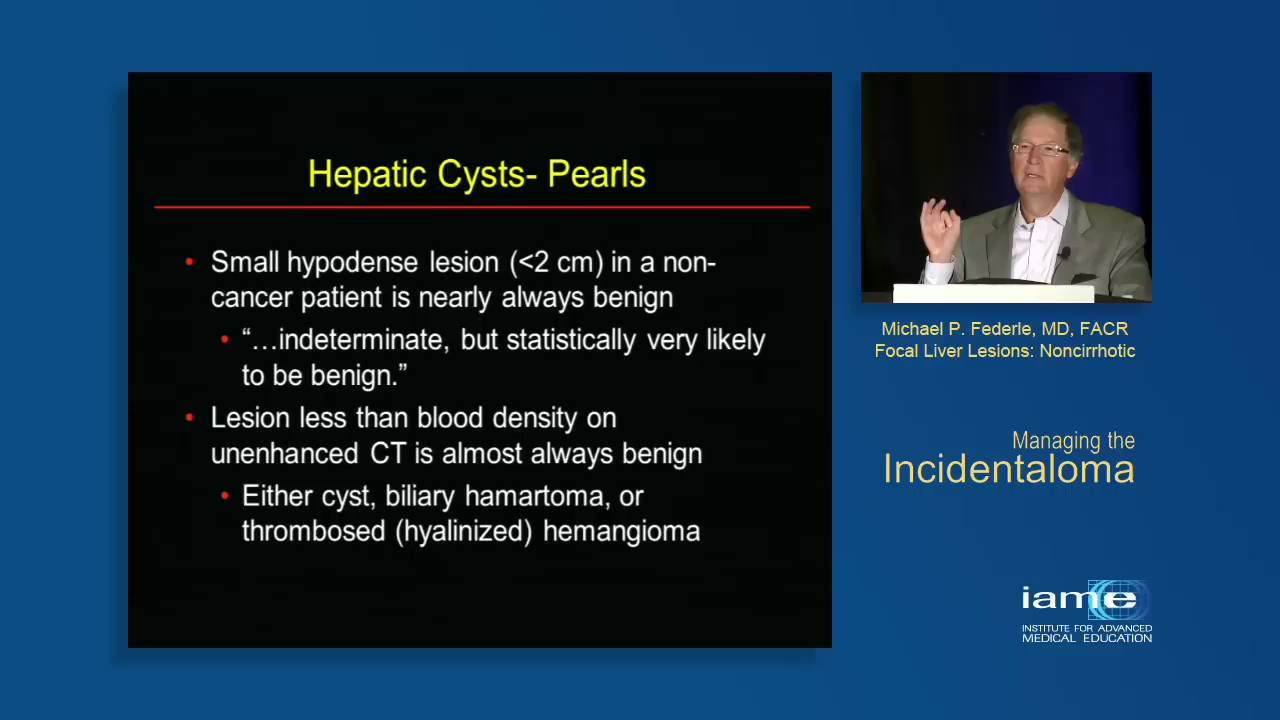 Hepatic Cysts- Pearls
• Small hypodense lesion (<2 cm) in a non-
cancer patient is nearly always benign
• “…indeterminate, but statistically very likely
to be benign.”
• Lesion less than blood density on
unenhanced CT is almost always benign
• Either cyst, biliary hamartoma, or
thrombosed (hyalinized) hemangioma
Michael P. Federle, MD, FACR
Focal Liver Lesions: Noncirrhotic
Managing the
Incidentaloma
iame
INSTITUTE FOR ADVANCED
MEDICAL EDUCATION